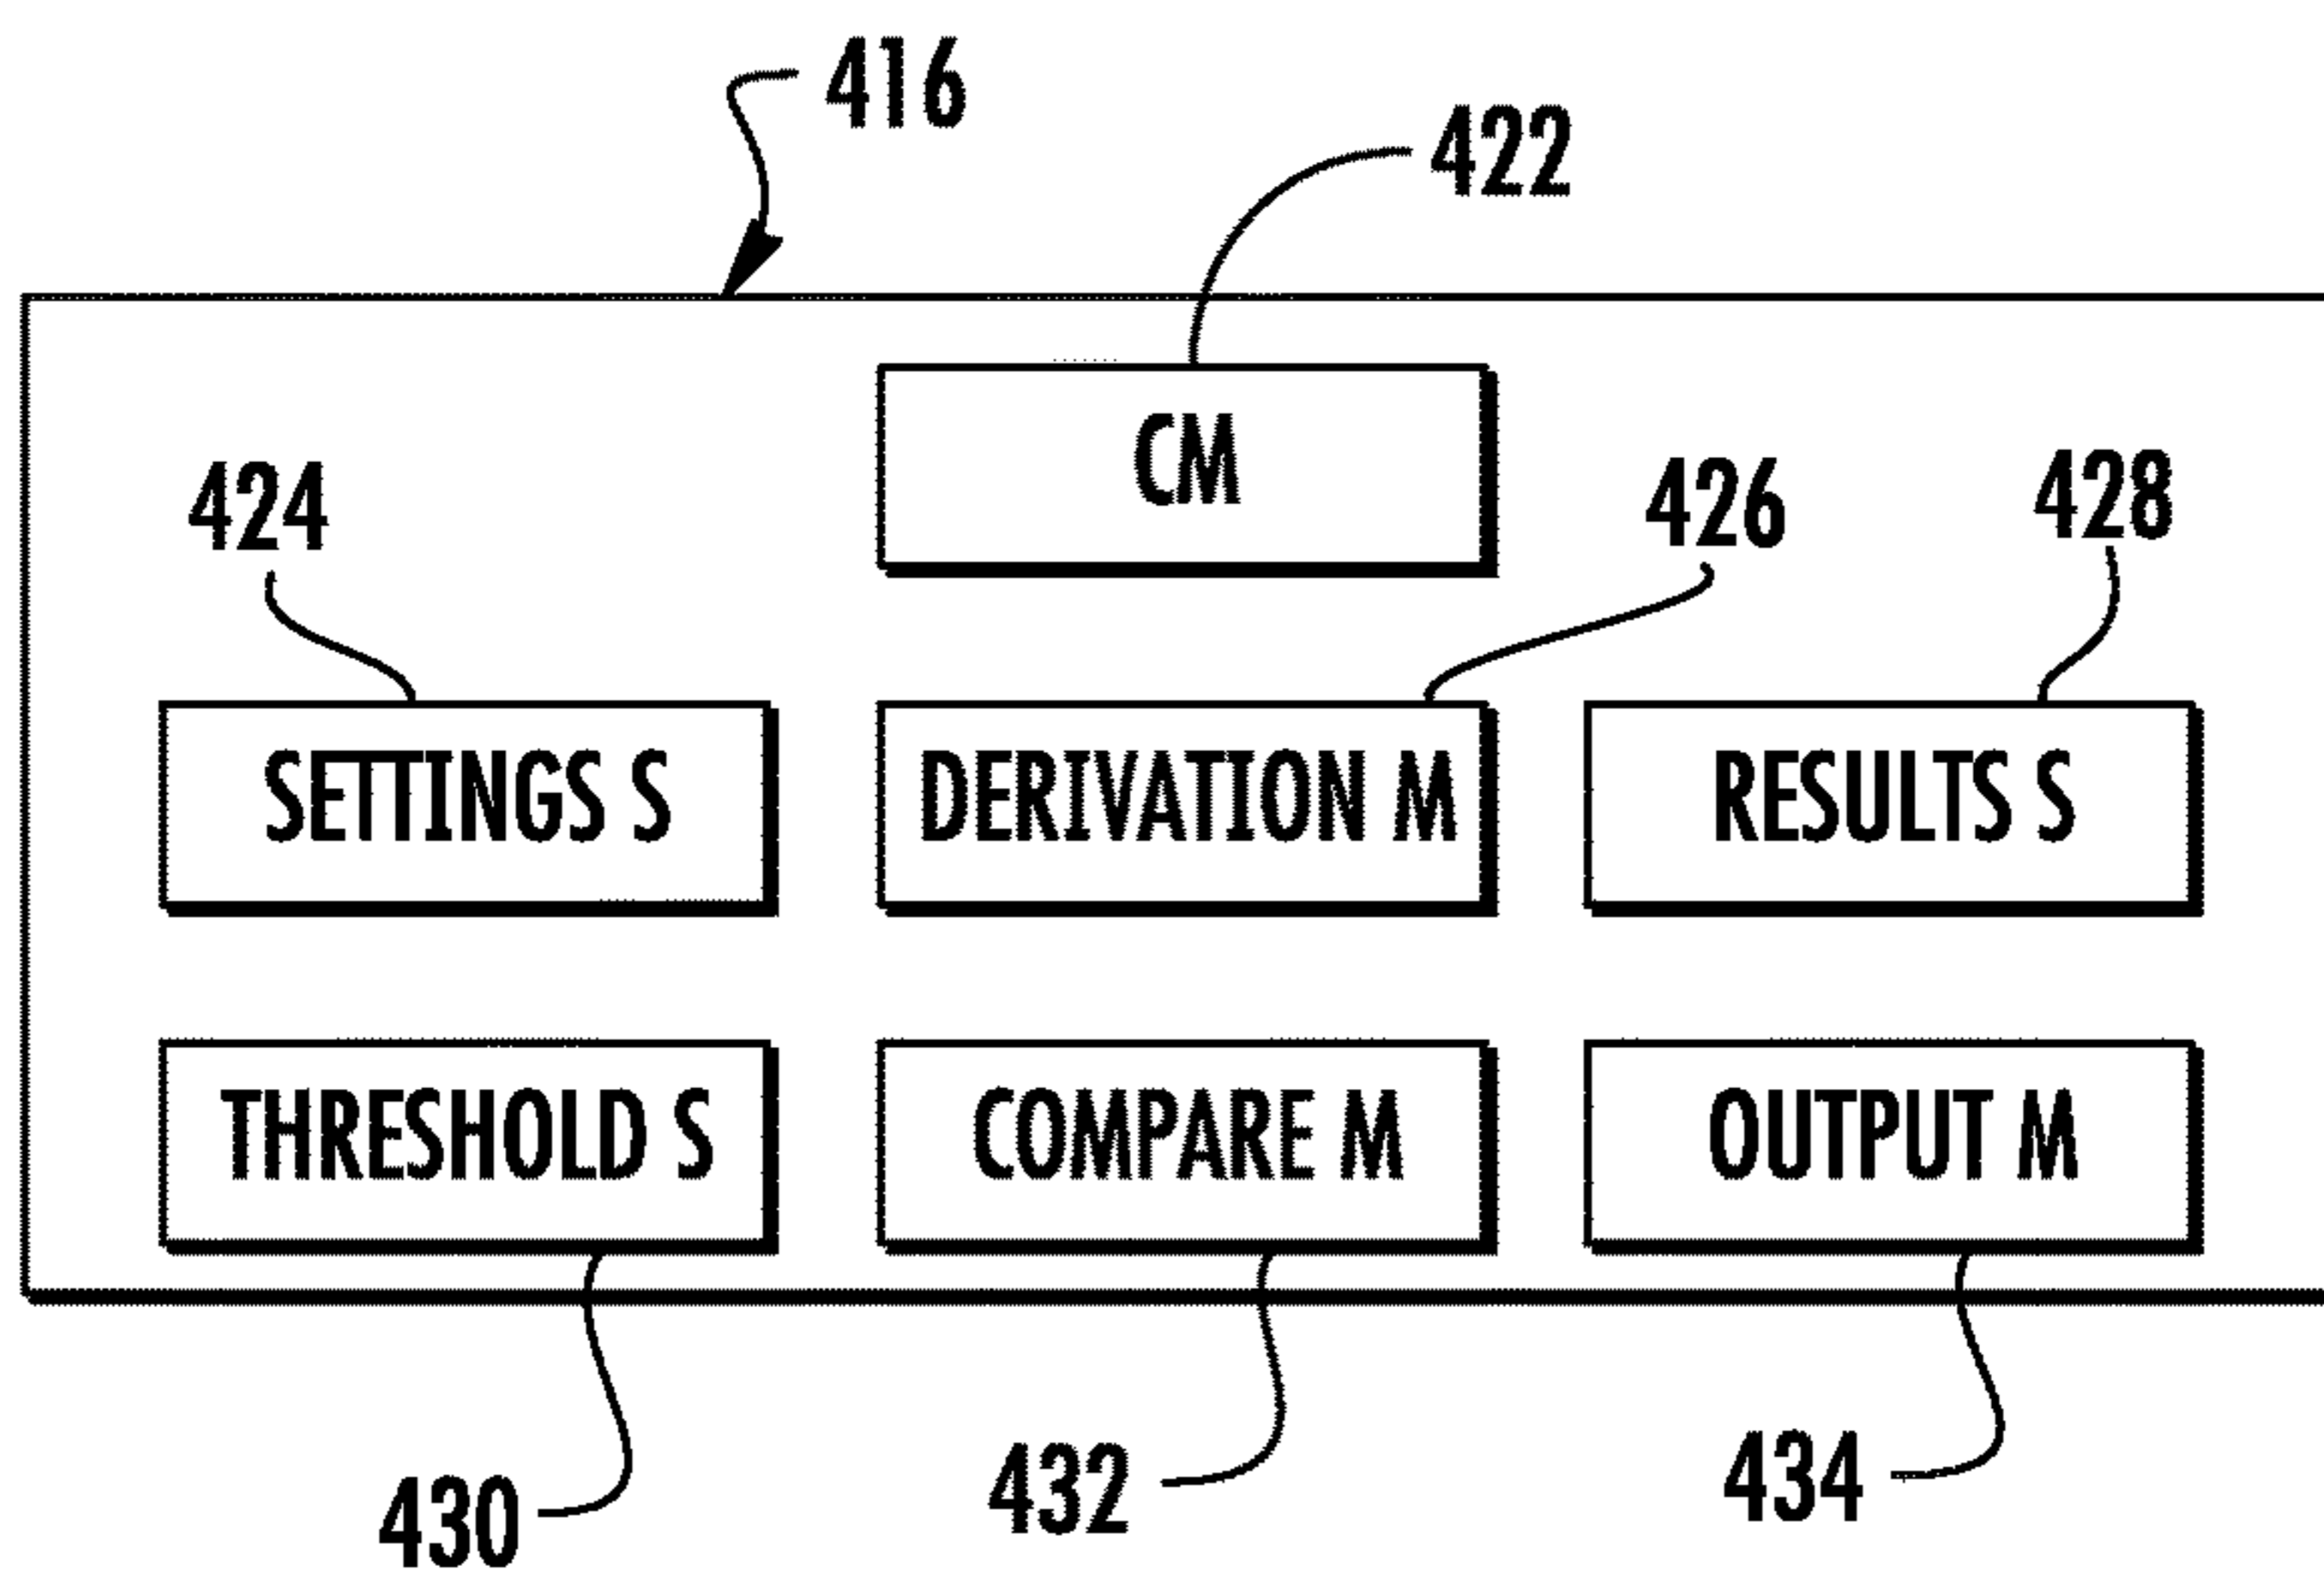 416
422
CM
424
426
428
SETTINGS S
DERIVATION M
RESULTS S
THRESHOLD S
COMPARE M
OUTPUT M
430
432
434